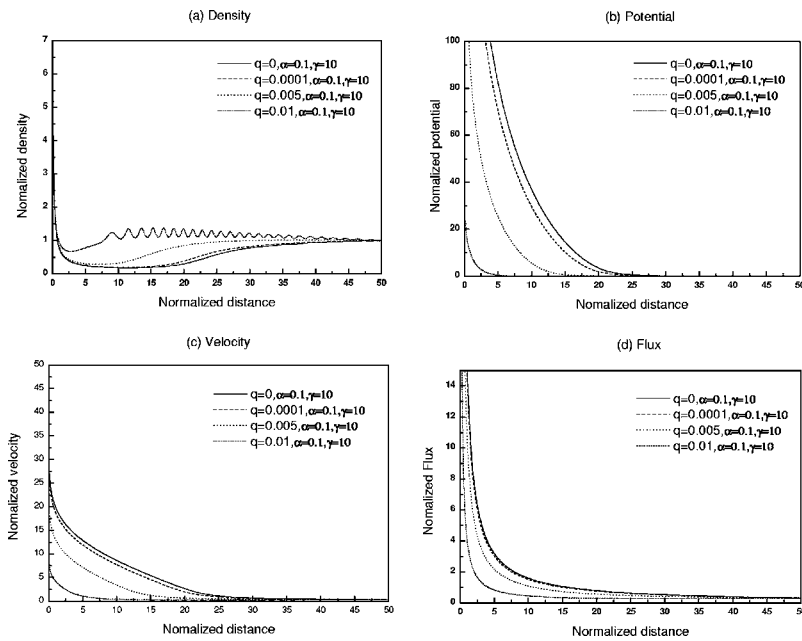 (a) Density
7
6
5
4
3
2
1
0
0 5 10 15 20 25 30 35 40 45 50
Normalized density
Nomalized distance
q=0,α=0.1,γ=10
q=0.0001,α=0.1,γ=10
q=0.005,α=0.1,γ=10
q=0.01,α=0.1,γ=10
(b) Potential
100
80
60
40
20
0
0 5 10 15 20 25 30 35 40 45 50
Nomalized potential
Nomalized distance
q=0,α=0.1,γ=10
q=0.0001,α=0.1,γ=10
q=0.005,α=0.1,γ=10
q=0.01,α=0.1,γ=10
(c) Velocity
50
45
40
35
30
25
20
15
10
5
0
0 5 10 15 20 25 30 35 40 45 50
Nomalized velocity
Nomalized distance
q=0,α=0.1,γ=10
q=0.0001,α=0.1,γ=10
q=0.005,α=0.1,γ=10
q=0.01,α=0.1,γ=10
(d) Flux
14
12
10
8
6
4
2
0
0 5 10 15 20 25 30 35 40 45 50
Nomalized Flux
Nomalized distance
q=0,α=0.1,γ=10
q=0.0001,α=0.1,γ=10
q=0.005,α=0.1,γ=10
q=0.01,α=0.1,γ=10